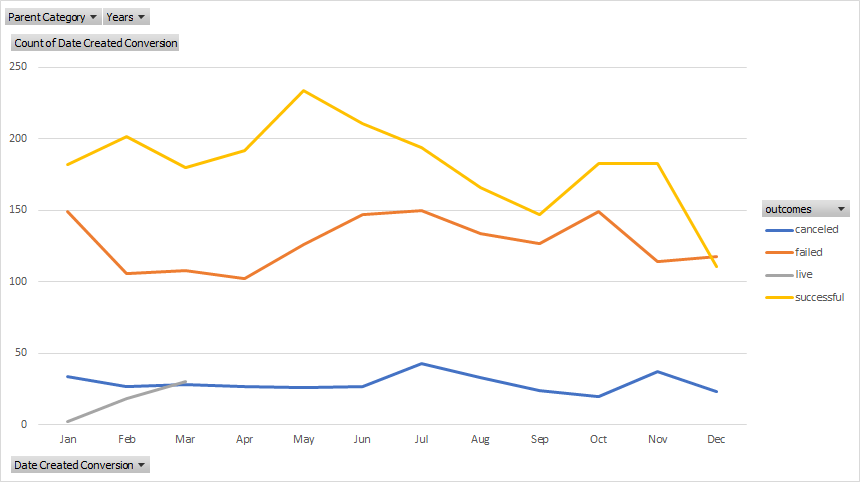 Parent Category Years
Count of Date Created Conversion
250
200
150
100
50
0
Jan Feb Mar Apr May Jun Jul Aug Sep Oct Nov Dec
outcomes
canceled
failed
live
successful
Date Created Conversion